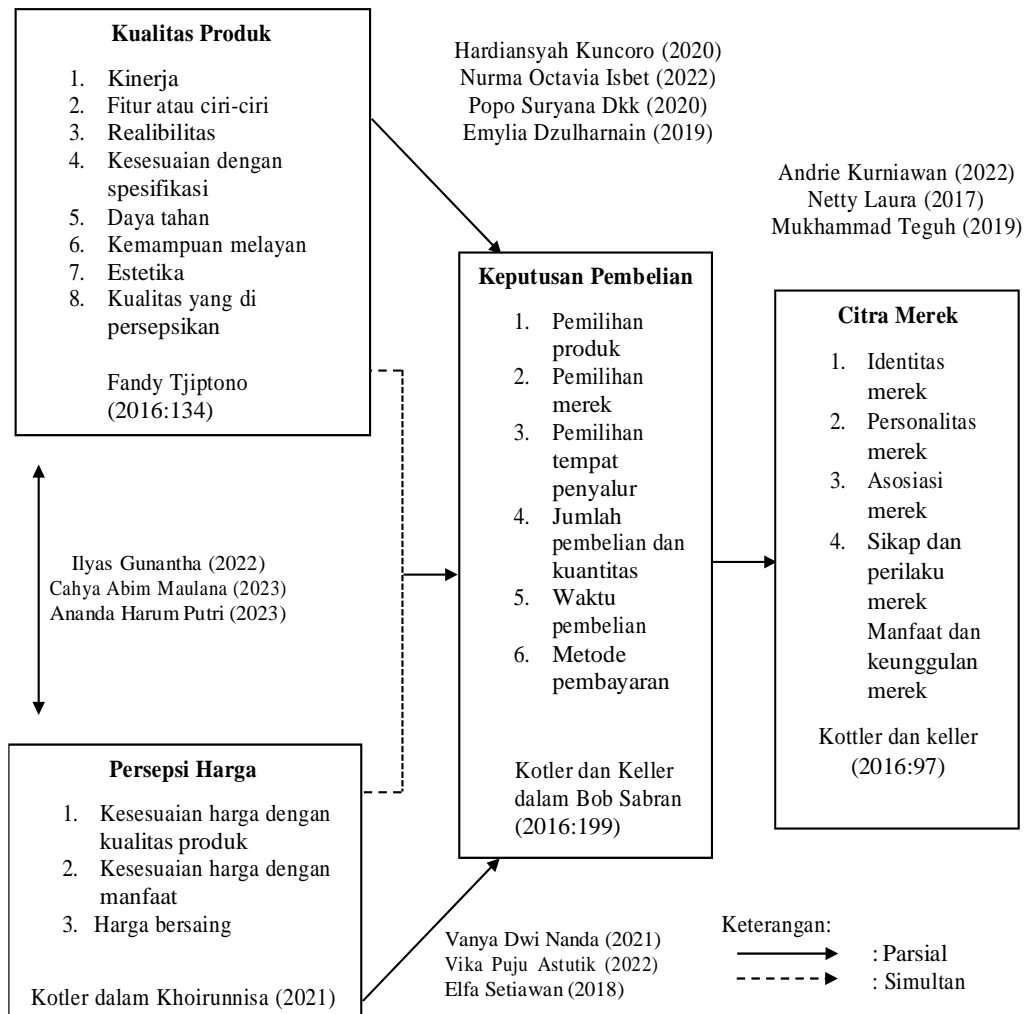 Kualitas Produk
1. Kinerja
2. Fitur atau ciri-ciri
3. Realibilitas
4. Kesesuaian dengan
spesifikasi
5. Daya tahan
6. Kemampuan melayan
7. Estetika
8. Kualitas yang di
persepsikan
Fandy Tjiptono
(2016:134)
Hardiansyah Kuncoro (2020)
Nurma Octavia Isbet (2022)
Popo Suryana Dkk (2020)
Emylia Dzulharnain (2019)
Andrie Kurniawan (2022)
Netty Laura (2017)
Mukhammad Teguh (2019)
Ilyas Gunantha (2022)
Cahya Abim Maulana (2023)
Ananda Harum Putri (2023)
Keputusan Pembelian
1. Pemilihan
produk
2. Pemilihan
merek
3. Pemilihan
tempat
penyalur
4. Jumlah
pembelian dan
kuantitas
5. Waktu
pembelian
6. Metode
pembayaran
Kotler dan Keller
dalam Bob Sabran
(2016:199)
Citra Merek
1. Identitas
merek
2. Personalitas
merek
3. Asosiasi
merek
4. Sikap dan
perilaku
merek
Manfaat dan
keunggulan
merek
Kottler dan keller
(2016:97)
Persepsi Harga
1. Kesesuaian harga dengan
kualitas produk
2. Kesesuaian harga dengan
manfaat
3. Harga bersaing
Kotler dalam Khoirunnisa (2021)
Vanya Dwi Nanda (2021)
Vika Puju Astutik (2022)
Elfa Setiawan (2018)
Keterangan:
: Parsial
: Simultan